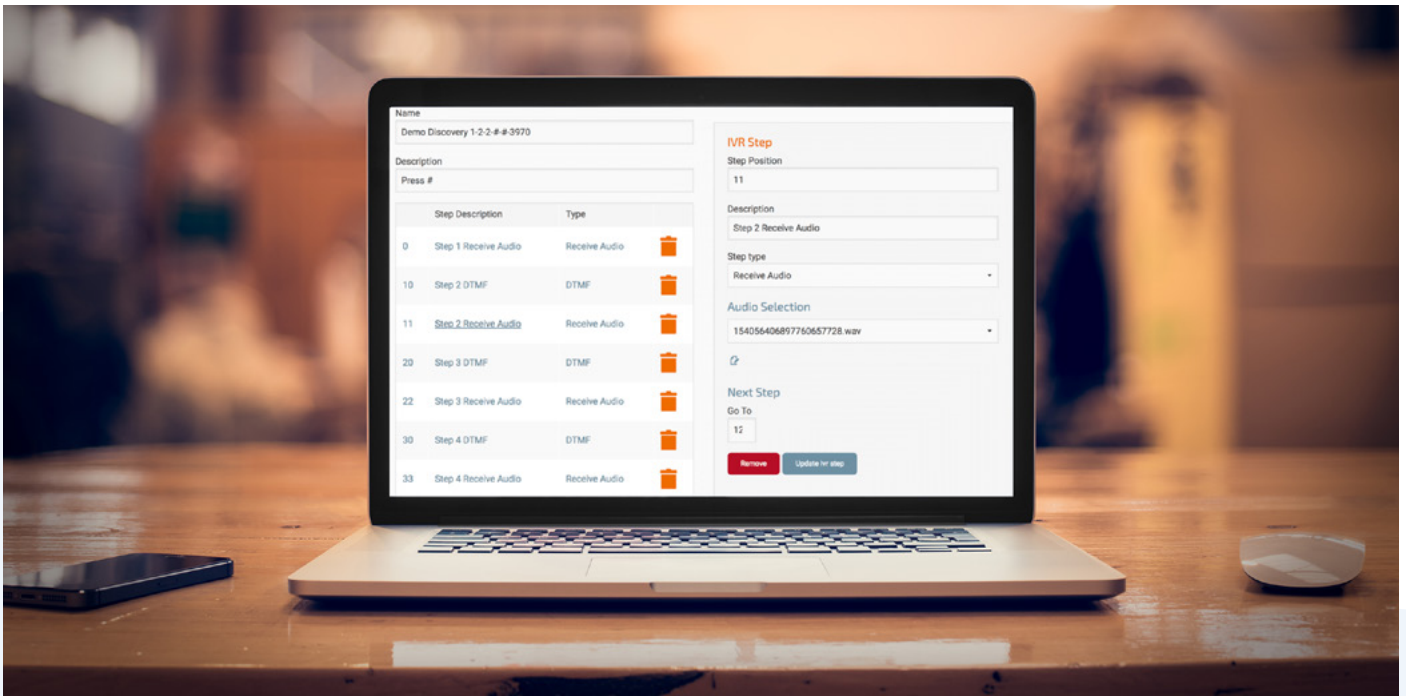 Name
Demo Discovery 1-2-2-#-#-3970
Description
Press #
Step Description Type
0 Step 1 Receive Audio Receive Audio
10 Step 2 DTMF DTMF
11 Step 2 Receive Audio Receive Audio
20 Step 3 DTMF DTMF
22 Step 3 Receive Audio Receive Audio
30 Step 4 DTMF DTMF
33 Step 4 Receive Audio Receive Audio
IVR Step
Step Position
11
Description
Step 2 Receive Audio
Step type
Receive Audio
Audio Selection
154056406897760657728.wav
Next Step
Go To
12
Remove Update ivr step